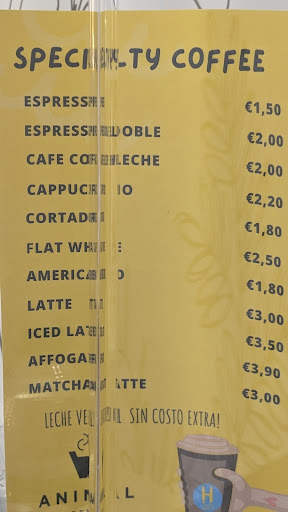 SPECIALTY COFFEE
ESPRESSO €1,50
ESPRESSO DOBLE €2,00
CAFE CON LECHE €2,00
CAPPUCCINO €2,20
CORTADO €1,80
FLAT WHITE €2,50
AMERICANO €1,80
LATTE €3,00
ICED LATTE €3,50
AFFOGATO €3,90
MATCHA LATTE €3,00
LECHE VEGETAL SIN COSTO EXTRA!
H
ANIMAL